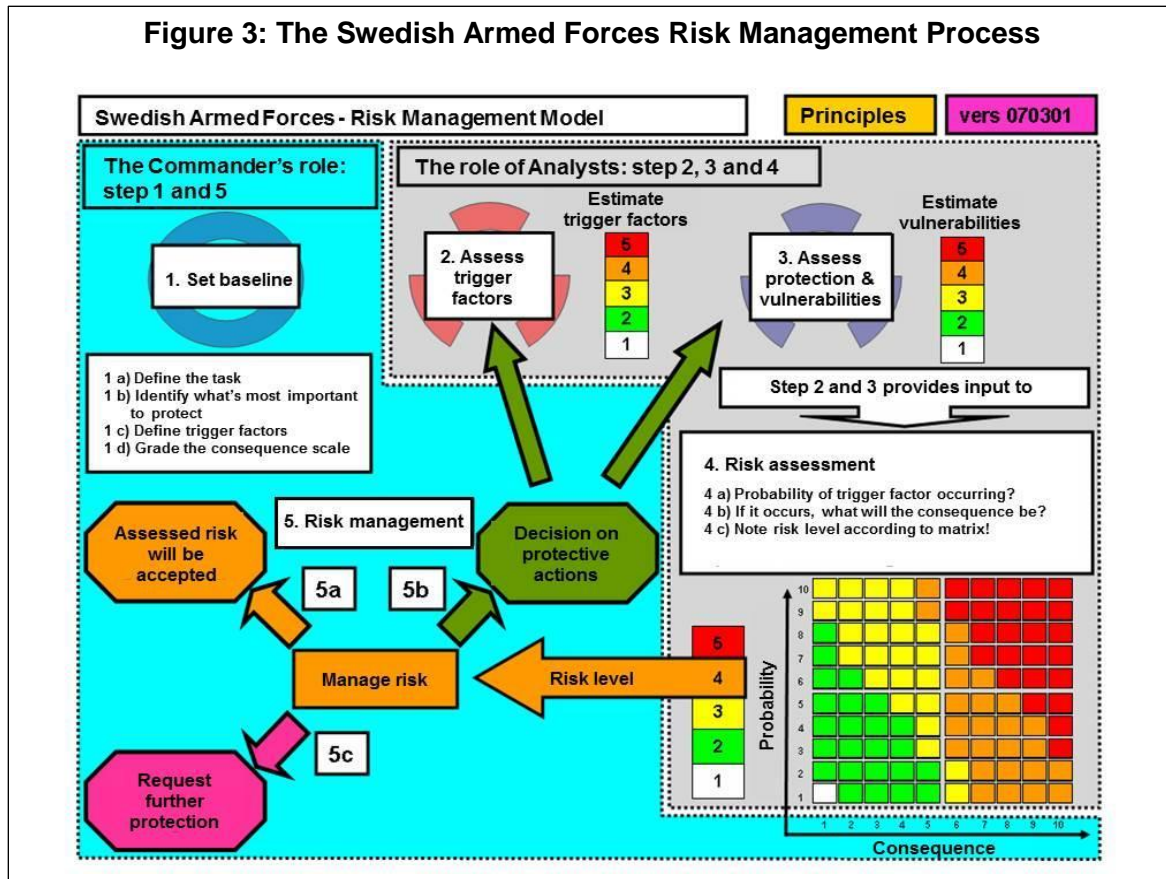 Figure 3: The Swedish Armed Forces Risk Management Process
Swedish Armed Forces - Risk Management Model
Principles
vers 070301
The Commander's role:
step 1 and 5
1. Set baseline
1 a) Define the task
1 b) Identify what's most important
to protect
1 c) Define trigger factors
1 d) Grade the consequence scale
The role of Analysts: step 2, 3 and 4
2. Assess
trigger
factors
Estimate
trigger factors
5
4
3
2
1
3. Assess
protection &
vulnerabilities
Estimate
vulnerabilities
5
4
3
2
1
Step 2 and 3 provides input to
4. Risk assessment
4 a) Probability of trigger factor occurring?
4 b) If it occurs, what will the consequence be?
4 c) Note risk level according to matrix!
5. Risk management
Assessed risk
will be
accepted
5a
5b
Decision on
protective
actions
Manage risk
Risk level
5
4
3
2
1
5c
Request
further
protection
Probability
10
9
8
7
6
5
4
3
2
1
1 2 3 4 5 6 7 8 9 10
Consequence